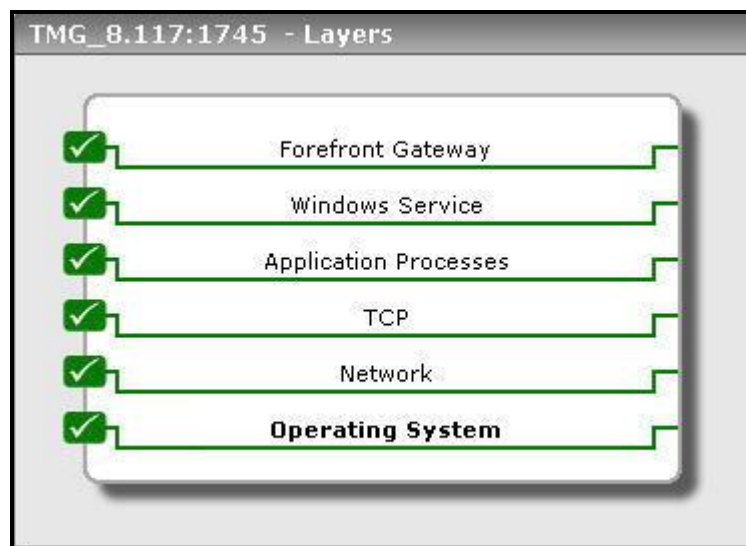 TMG_8.117:1745 - Layers
Forefront Gateway
Windows Service
Application Processes
TCP
Network
Operating System